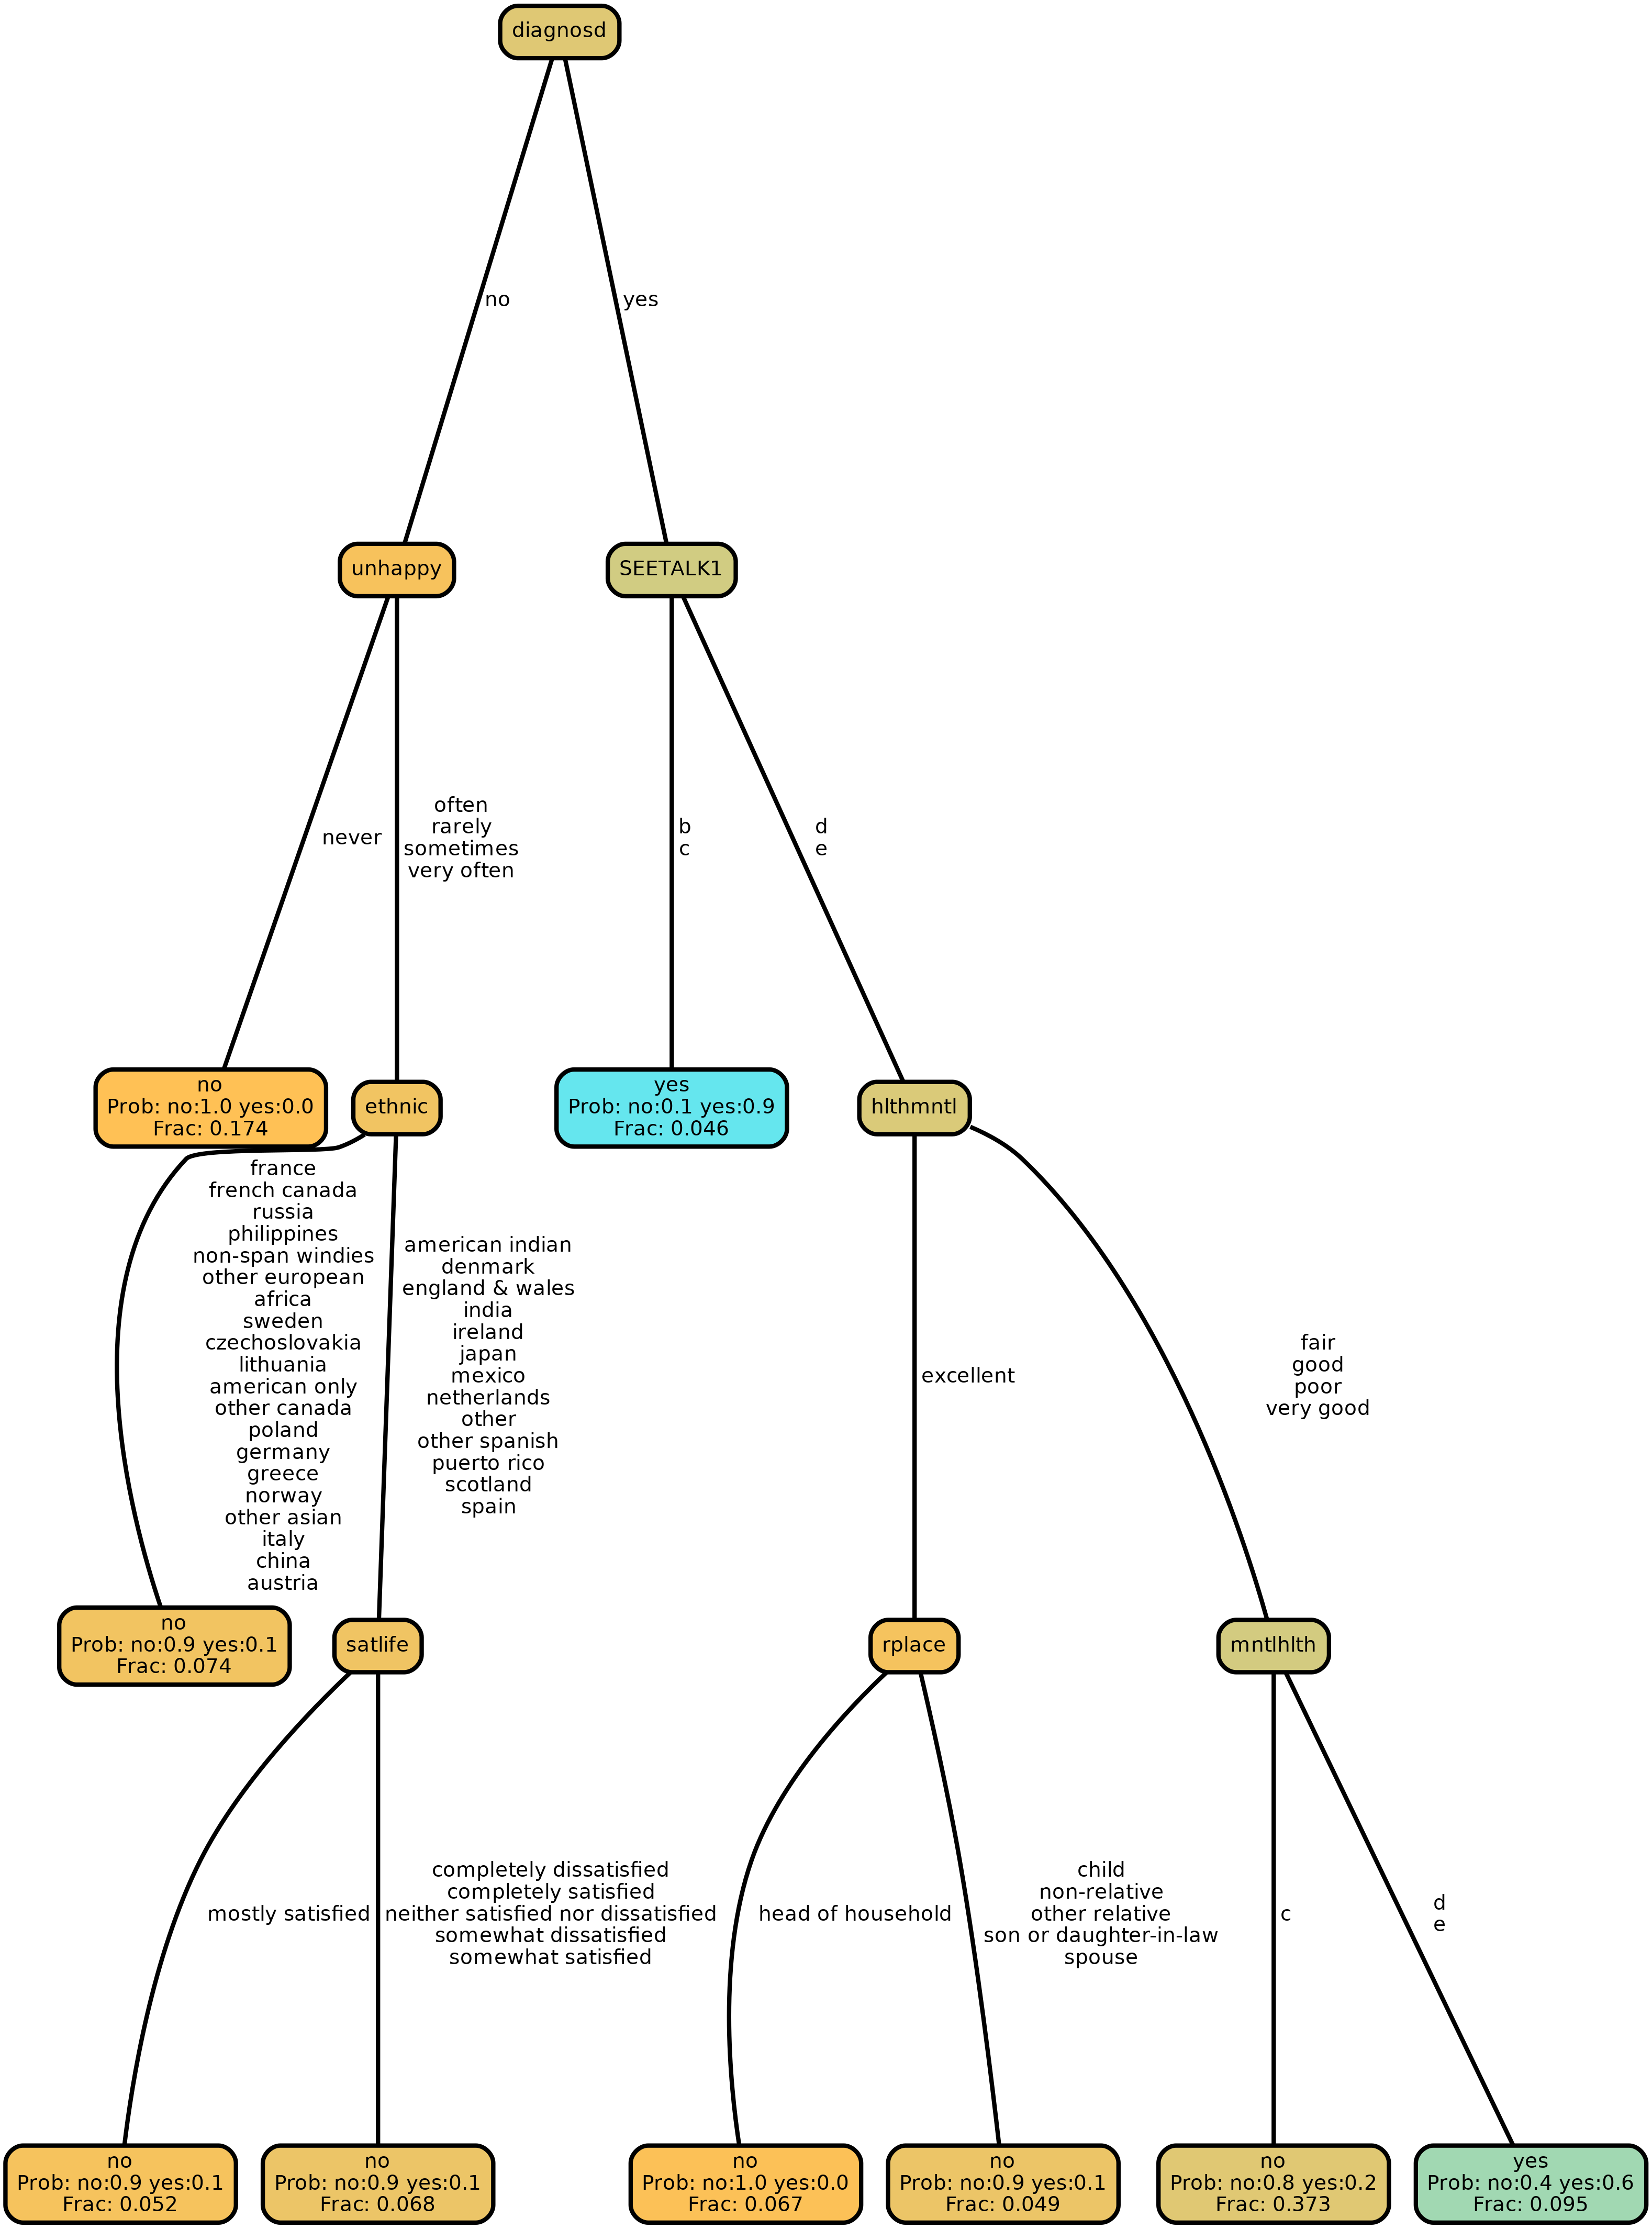 diagnosd
no
yes
unhappy
SEETALK1
never
often
rarely
sometimes
very often
b
c
d
e
no
Prob: no:1.0 yes:0.0
Frac: 0.174
ethnic
yes
Prob: no:0.1 yes:0.9
Frac: 0.046
hlthmntl
france
french canada
russia
philippines
non-span windies
other european
africa
sweden
czechoslovakia
lithuania
american only
other canada
poland
germany
greece
norway
other asian
italy
china
austria
american indian
denmark
england & wales
india
ireland
japan
mexico
netherlands
other
other spanish
puerto rico
scotland
spain
excellent
fair
good
poor
very good
no
Prob: no:0.9 yes:0.1
Frac: 0.074
satlife
rplace
mntlhlth
mostly satisfied
completely dissatisfied
completely satisfied
neither satisfied nor dissatisfied
somewhat dissatisfied
somewhat satisfied
head of household
child
non-relative
other relative
son or daughter-in-law
spouse
c
d
e
no
Prob: no:0.9 yes:0.1
Frac: 0.052
no
Prob: no:0.9 yes:0.1
Frac: 0.068
no
Prob: no:1.0 yes:0.0
Frac: 0.067
no
Prob: no:0.9 yes:0.1
Frac: 0.049
no
Prob: no:0.8 yes:0.2
Frac: 0.373
yes
Prob: no:0.4 yes:0.6
Frac: 0.095